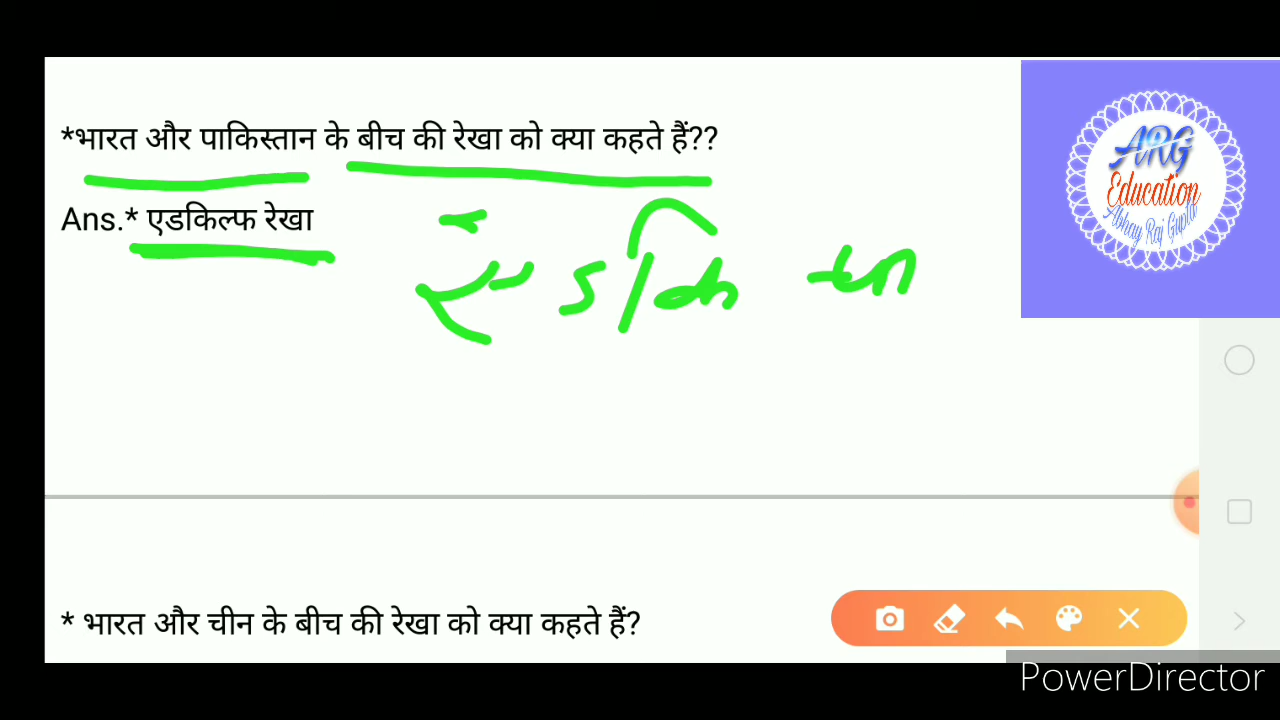 *भारत और पाकिस्तान के बीच की रेखा को क्या कहते हैं??
Ans.* एडकिल्फ रेखा
* भारत और चीन के बीच की रेखा को क्या कहते हैं?
ARG
Education
Abhay Raj Gupta
PowerDirector